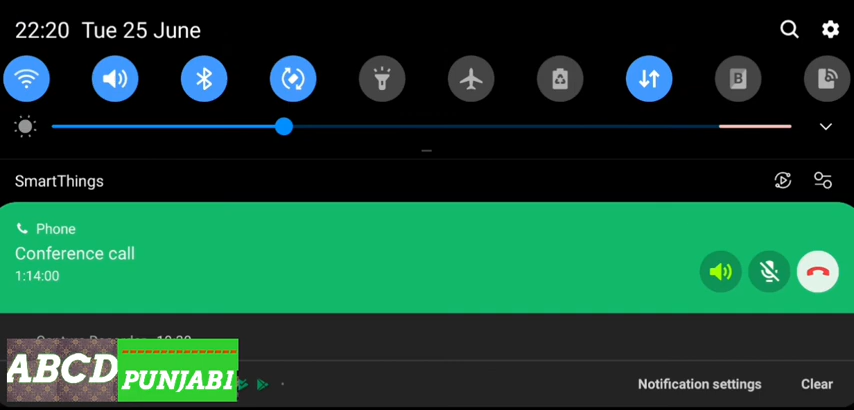 22:20 Tue 25 June
SmartThings
Phone
Conference call
1:14:00
ABCD PUNJABI
Notification settings Clear